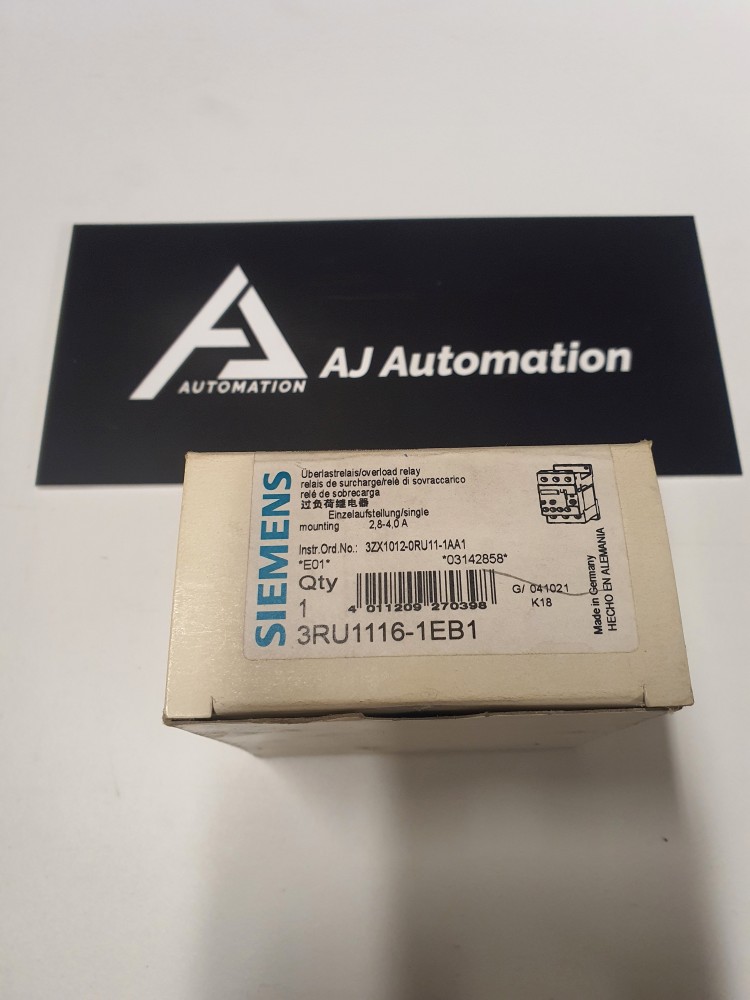 AUTOMATION
AJ Automation
SIEMENS
Überlastrelais/overload relay
relais de surcharge/relè di sovraccarico
relé de sobrecarga
过负荷继电器
Einzelaufstellung/single
mounting 2,8-4,0 A
Instr.Ord.No.: 3ZX1012-0RU11-1AA1
*E01* *03142858*
Qty
1
4 011209 270398
G/ 041021
K18
3RU1116-1EB1
Made in Germany
HECHO EN ALEMANIA